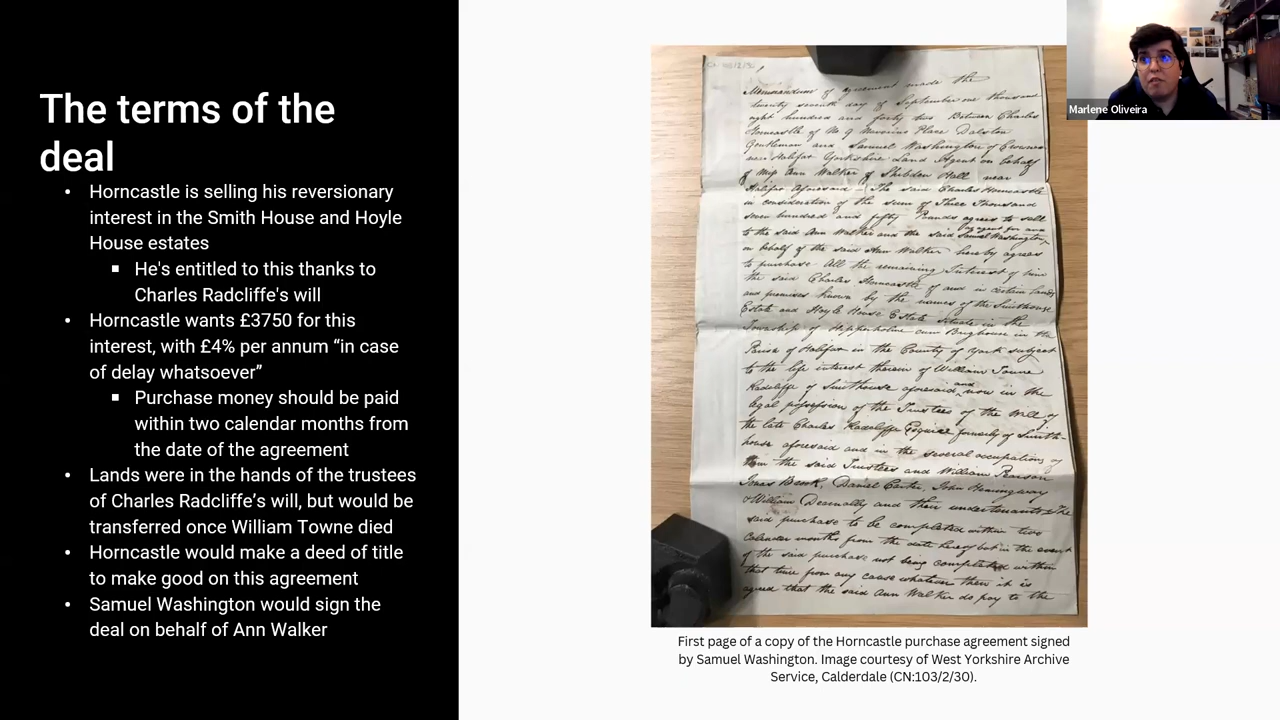 The terms of the
deal
• Horncastle is selling his reversionary
interest in the Smith House and Hoyle
House estates
▪ He's entitled to this thanks to
Charles Radcliffe's will
• Horncastle wants £3750 for this
interest, with £4% per annum “in case
of delay whatsoever”
▪ Purchase money should be paid
within two calendar months from
the date of the agreement
• Lands were in the hands of the trustees
of Charles Radcliffe’s will, but would be
transferred once William Towne died
• Horncastle would make a deed of title
to make good on this agreement
• Samuel Washington would sign the
deal on behalf of Ann Walker
Memorandum of agreement made the
twenty seventh day of September one thousand
eight hundred and forty two Between Charles
Horncastle of No 9 Navarino Place Dalston
Gentleman and Samuel Washington of
near Halifax Yorkshire Land Agent on behalf
of Miss Ann Walker of Shibden Hall near
Halifax aforesaid The said Charles Horncastle
in consideration of the sum of Three Thousand
seven hundred and fifty Pounds agrees to sell
to the said Ann Walker and the said Samuel Washington
on behalf of the said Ann Walker hereby agrees
to purchase All the remaining Interest of him
the said Charles Horncastle of and in certain Lands
and premises known by the names of the Smithhouse
Estate and Hoyle House Estate situate in the
Township of Hipperholme cum Brighouse in the
Parish of Halifax in the County of York subject
to the life interest therein of William Towne
Radcliffe of Smithouse aforesaid and now in the
legal possession of the Trustees of the Will of
the late Charles Radcliffe Esquire formerly of Smith-
house aforesaid and in the several occupations of
the said Trustees and William Pearson
Jonas Brook, Daniel Carter, John Hemingway
& William Dearnally and their undertenants The
said purchase to be completed within two
Calendar months from the date hereof but in the event
of the said purchase not being completed within
that time from any cause whatever then it is
agreed that the said Ann Walker do pay to the
First page of a copy of the Horncastle purchase agreement signed
by Samuel Washington. Image courtesy of West Yorkshire Archive
Service, Calderdale (CN:103/2/30).
Marlene Oliveira